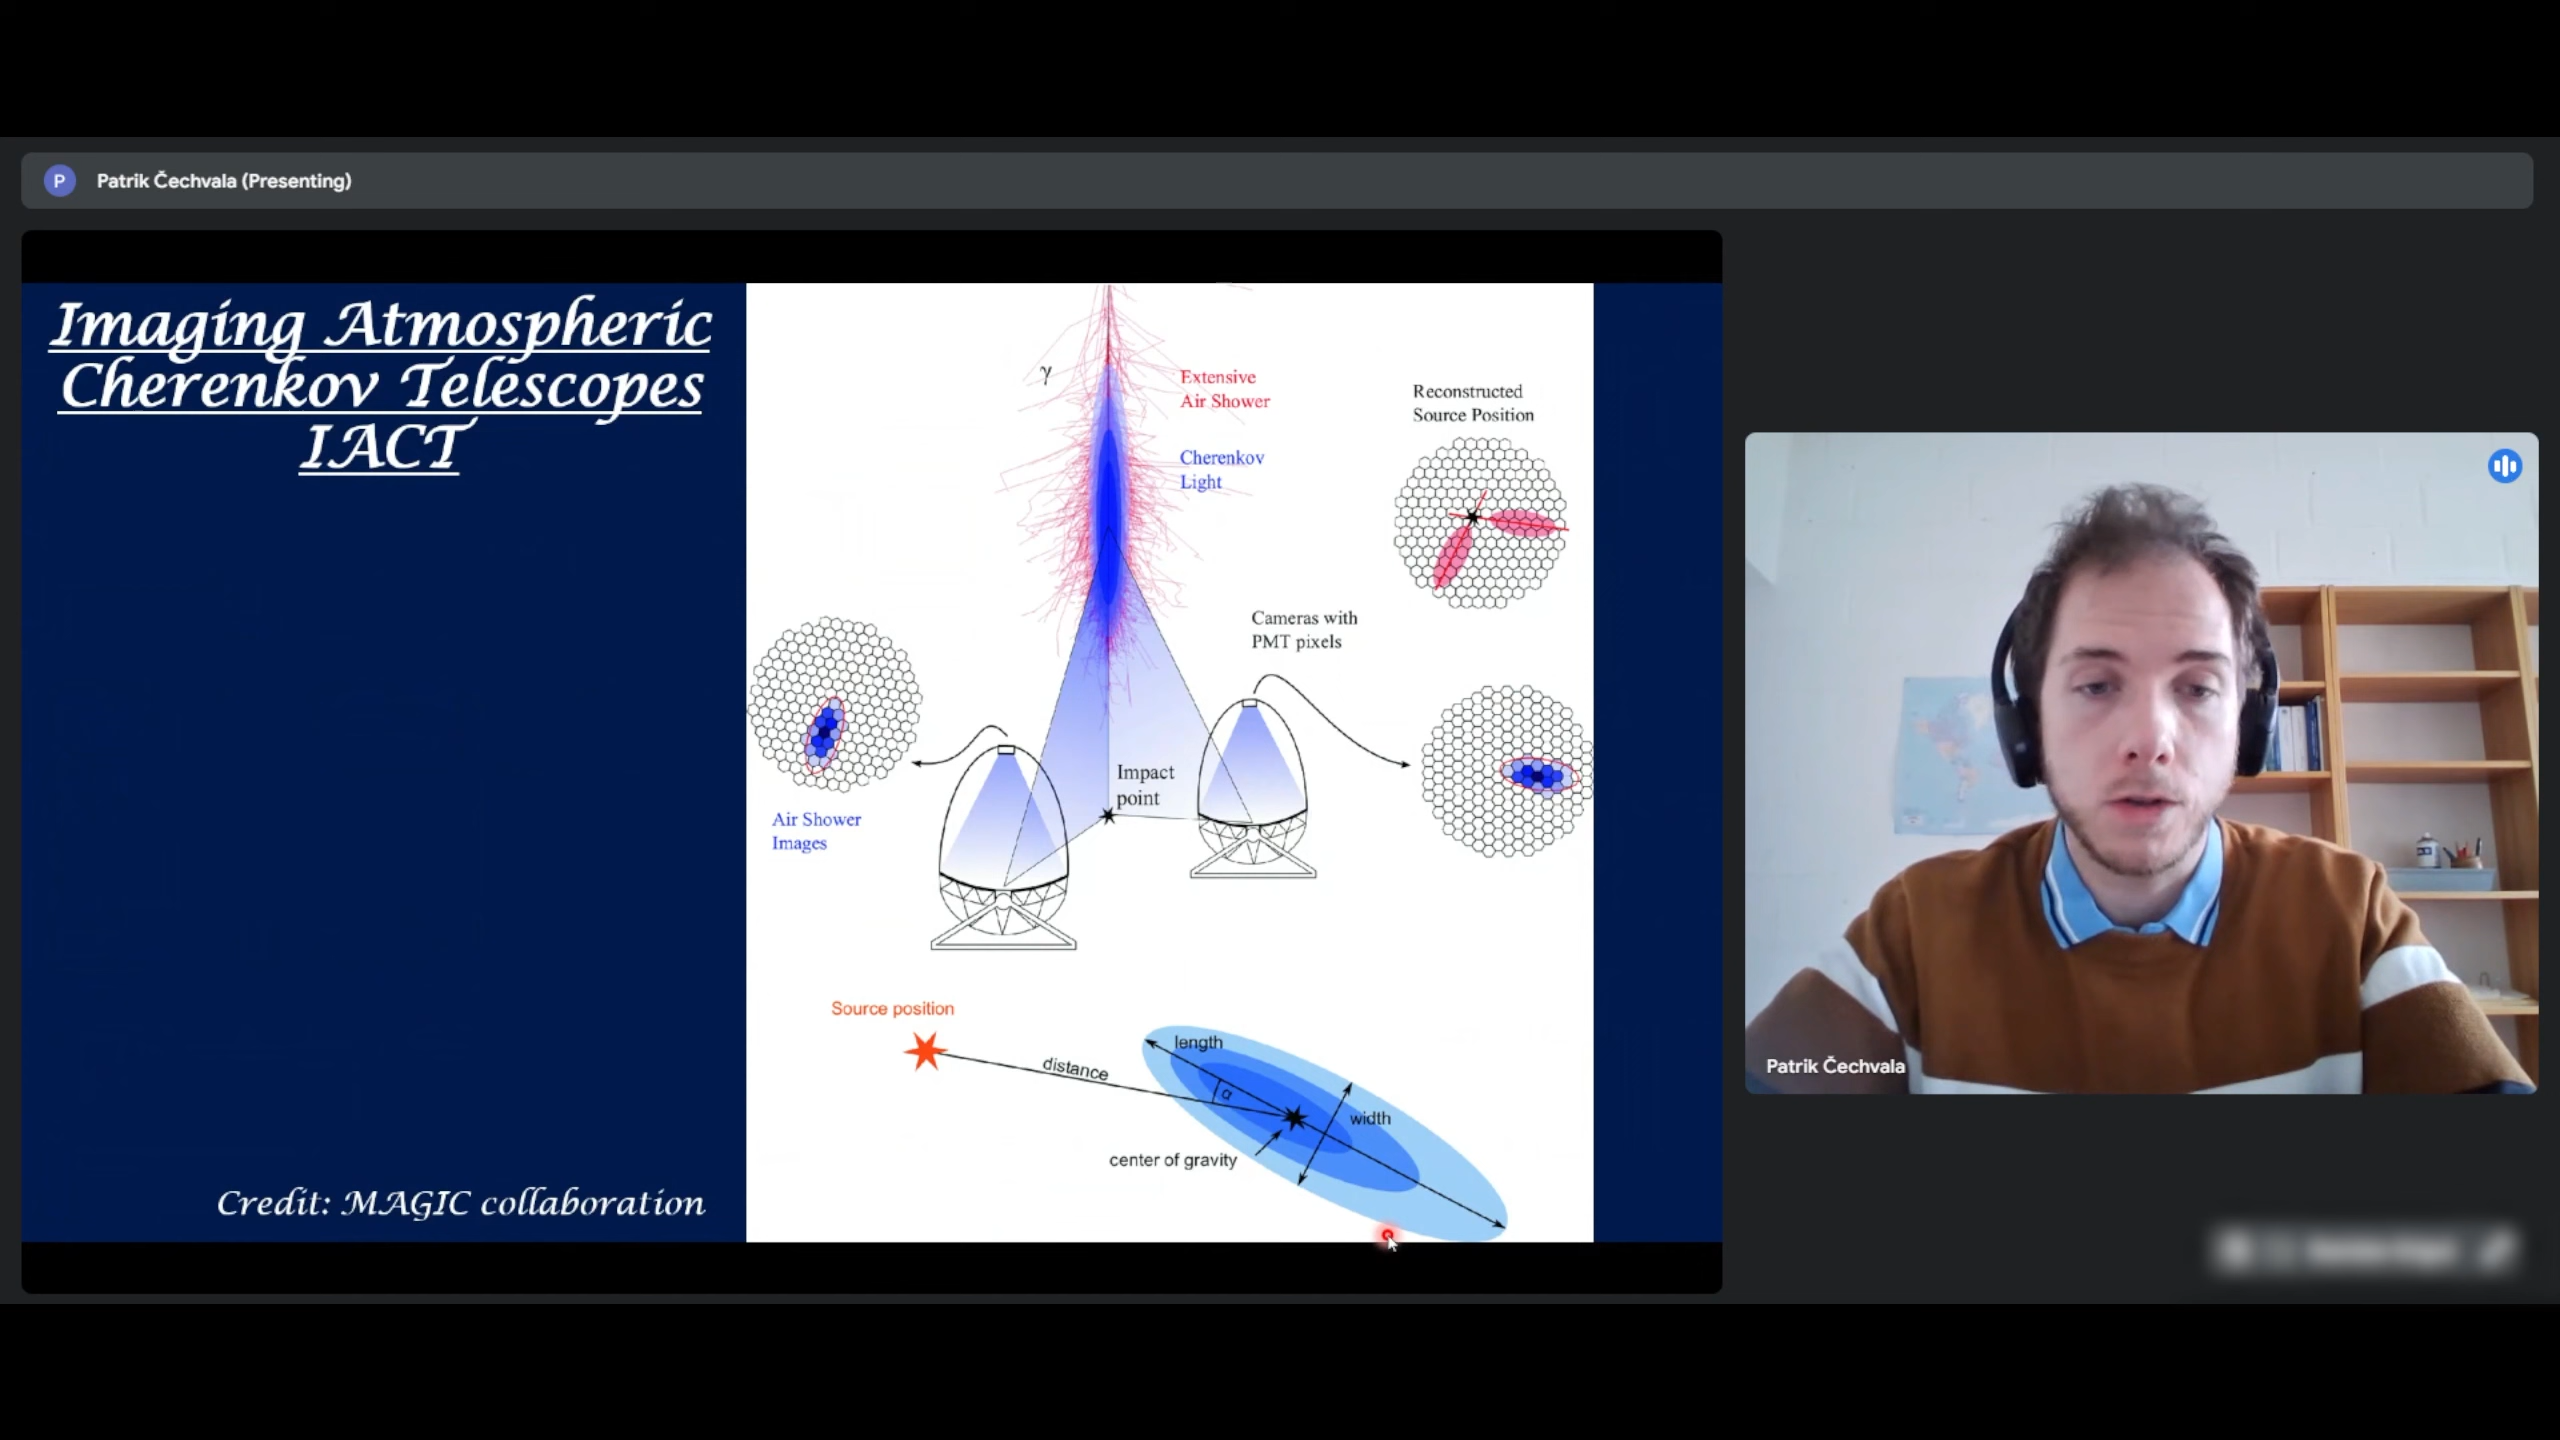 P
Patrik Čechvala (Presenting)
Imaging Atmospheric
Cherenkov Telescopes
IACT
γ
Extensive
Air Shower
Cherenkov
Light
Reconstructed
Source Position
Cameras with
PMT pixels
Impact
point
Air Shower
Images
Source position
distance
length
α
width
center of gravity
Credit: MAGIC collaboration
Patrik Čechvala